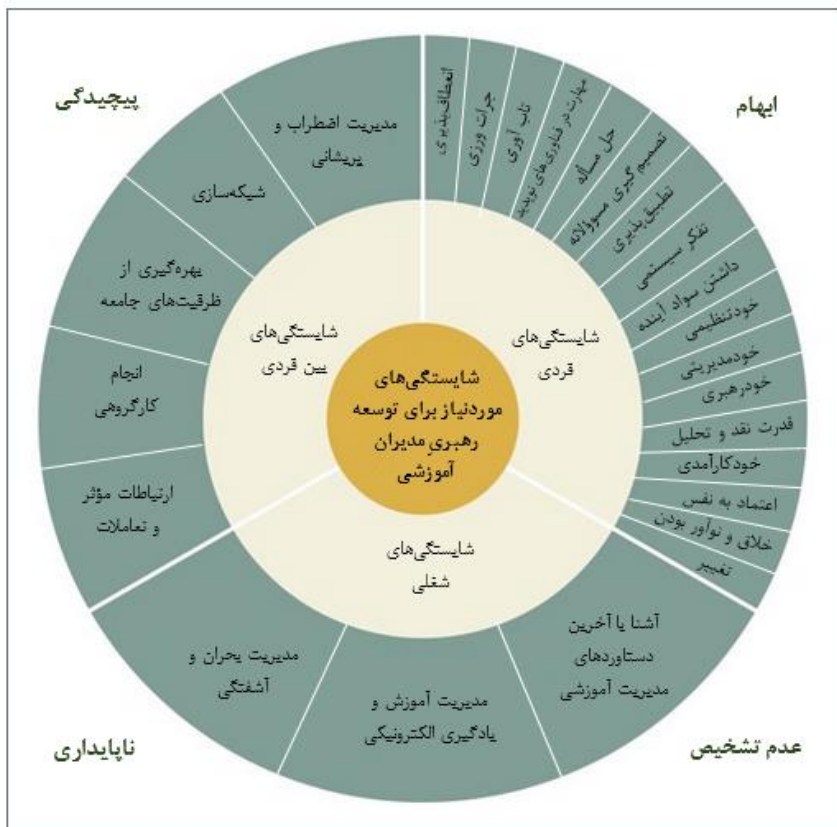 پیچیدگی
ابهام
انعطاف‌پذیری
جرات ورزی
تاب آوری
مهارت در فناوری‌های نوپدید
حل مسأله
تصمیم گیری مسوؤلانه
تطبیق‌پذیری
تفکر سیستمی
داشتن سواد آینده
خودتنظیمی
خودمدیریتی
خودرهبری
قدرت نقد و تحلیل
خودکارآمدی
اعتماد به نفس
خلاق و نوآور بودن
تغییر
مدیریت اضطراب و
پریشانی
شبکه‌سازی
بهره‌گیری از
ظرفیت‌های جامعه
انجام
کارگروهی
ارتباطات مؤثر
و تعاملات
شایستگی‌های
بین فردی
شایستگی‌های
فردی
شایستگی‌های
موردنیاز برای توسعه
رهبریِ مدیران
آموزشی
شایستگی‌های
شغلی
آشنا با آخرین
دستاوردهای
مدیریت آموزشی
مدیریت آموزش و
یادگیری الکترونیکی
مدیریت بحران و
آشفتگی
ناپایداری
عدم تشخیص